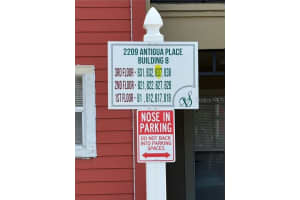 2209 ANTIGUA PLACE
BUILDING 8
3RD FLOOR - 831, 832, 837, 838
2ND FLOOR - 821, 822, 827, 828
1ST FLOOR - 812, 817, 818
NOSE IN
PARKING
DO NOT BACK
INTO PARKING
SPACES